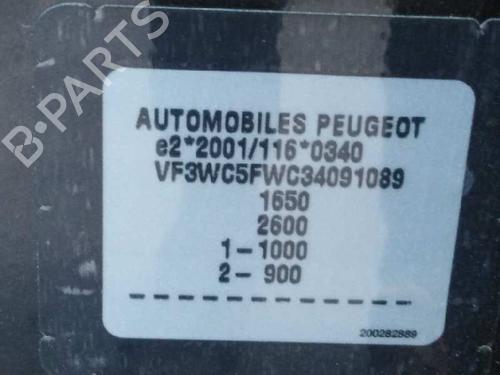 B-PARTS
AUTOMOBILES PEUGEOT
e2*2001/116*0340
VF3WC5FWC34091089
1650
2600
1-1000
2-900
200282889